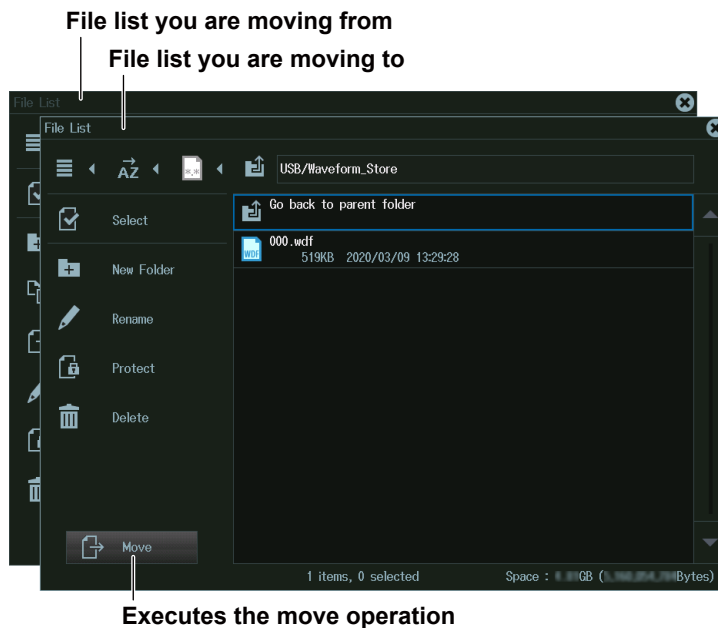 File list you are moving from
File list you are moving to
File List
File List
AZ
*.*
USB/Waveform_Store
Select
Go back to parent folder
WDF
000.wdf
519KB 2020/03/09 13:29:28
New Folder
Rename
Protect
Delete
Move
1 items, 0 selected
Space : GB ( Bytes)
Executes the move operation